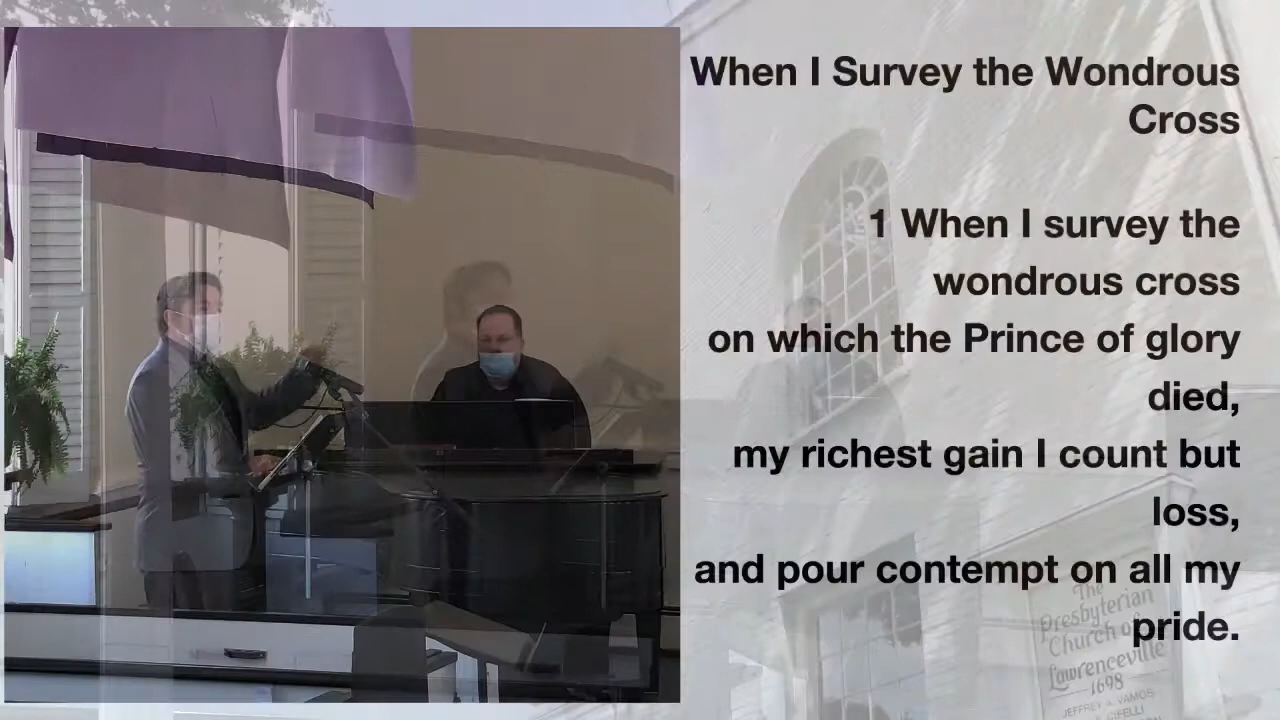 When I Survey the Wondrous
Cross
1 When I survey the
wondrous cross
on which the Prince of glory
died,
my richest gain I count but
loss,
and pour contempt on all my
pride.
The
Presbyterian
Church of
Lawrenceville
1698
JEFFREY A. VAMOS